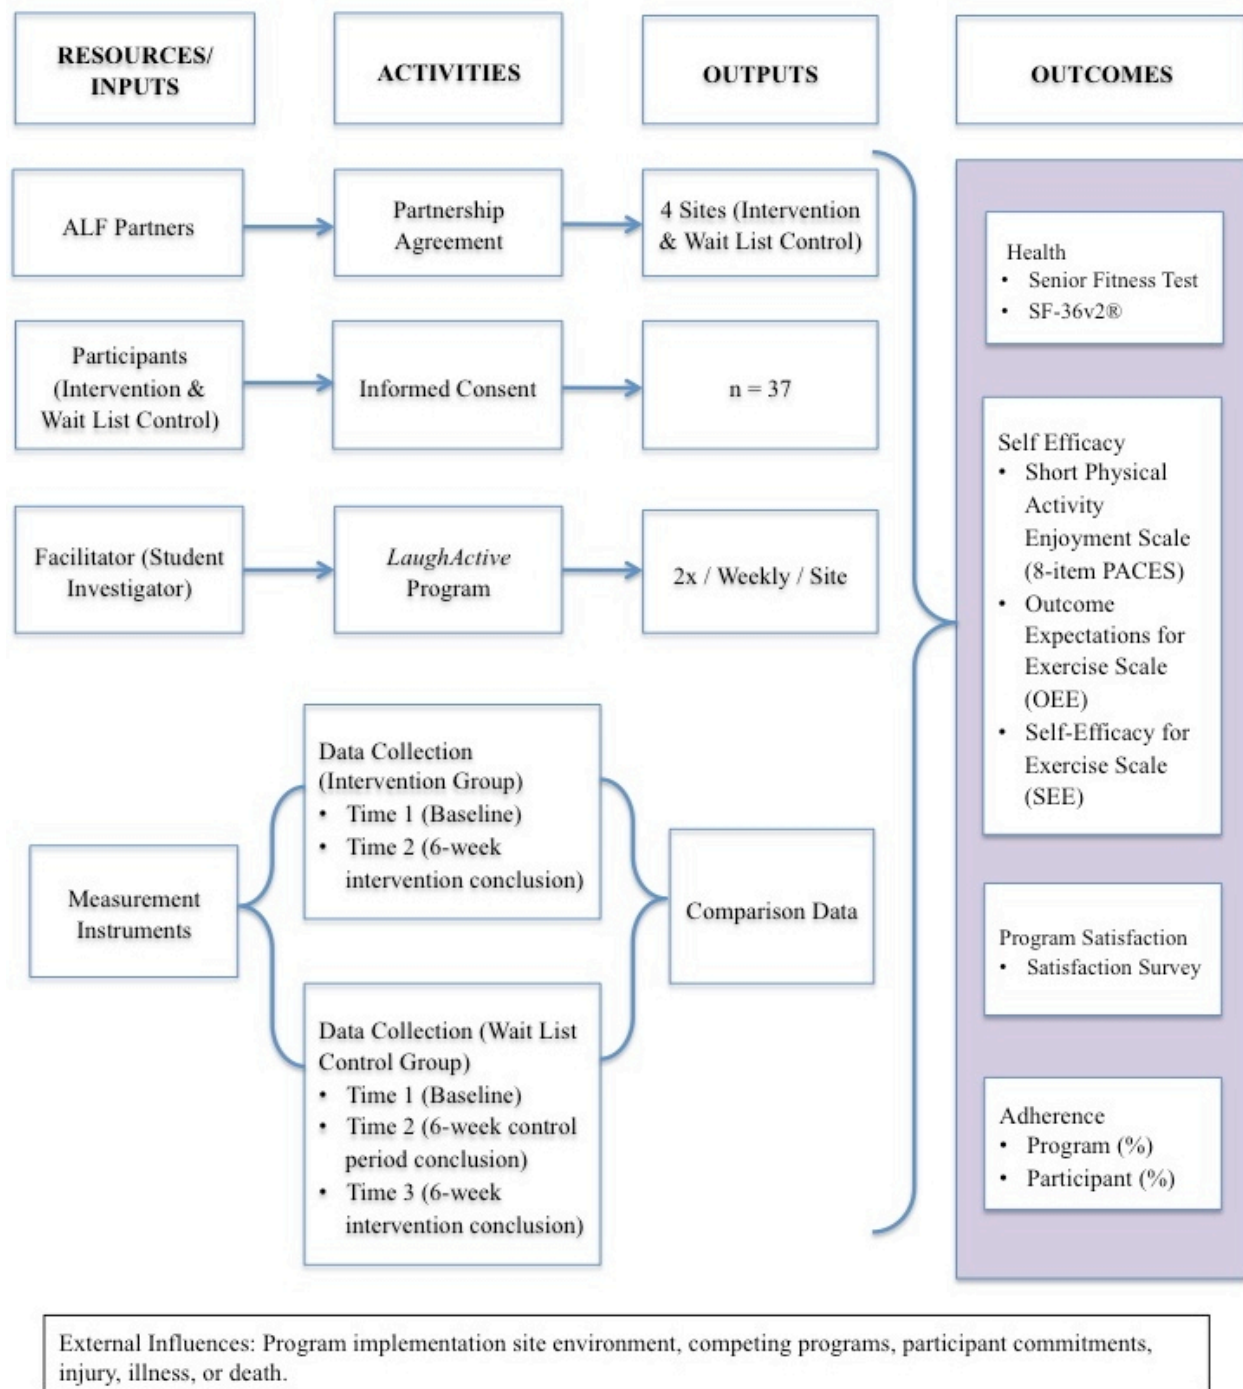 RESOURCES/
INPUTS
ACTIVITIES
OUTPUTS
OUTCOMES
ALF Partners
Partnership
Agreement
4 Sites (Intervention
& Wait List Control)
Participants
(Intervention &
Wait List Control)
Informed Consent
n = 37
Facilitator (Student
Investigator)
LaughActive
Program
2x / Weekly / Site
Measurement
Instruments
Data Collection
(Intervention Group)
• Time 1 (Baseline)
• Time 2 (6-week
intervention conclusion)
Data Collection (Wait List
Control Group)
• Time 1 (Baseline)
• Time 2 (6-week control
period conclusion)
• Time 3 (6-week
intervention conclusion)
Comparison Data
Health
• Senior Fitness Test
• SF-36v2®
Self Efficacy
• Short Physical
Activity
Enjoyment Scale
(8-item PACES)
• Outcome
Expectations for
Exercise Scale
(OEE)
• Self-Efficacy for
Exercise Scale
(SEE)
Program Satisfaction
• Satisfaction Survey
Adherence
• Program (%)
• Participant (%)
External Influences: Program implementation site environment, competing programs, participant commitments,
injury, illness, or death.